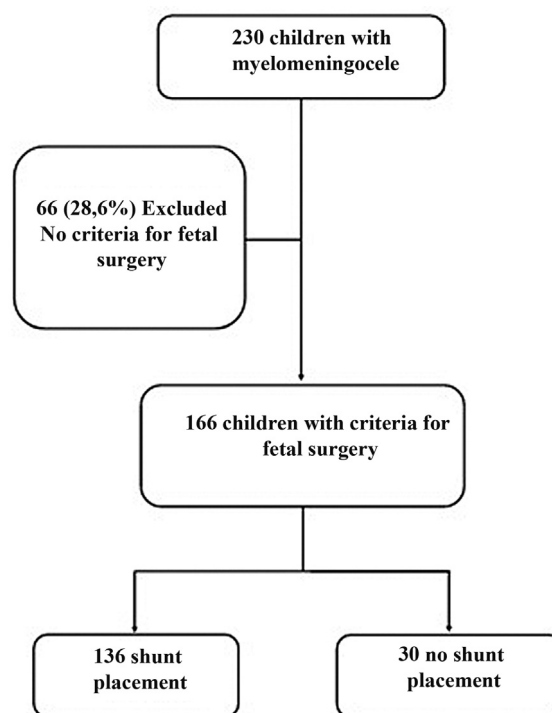 230 children with
myelomeningocele
66 (28,6%) Excluded
No criteria for fetal
surgery
166 children with criteria for
fetal surgery
136 shunt
placement
30 no shunt
placement